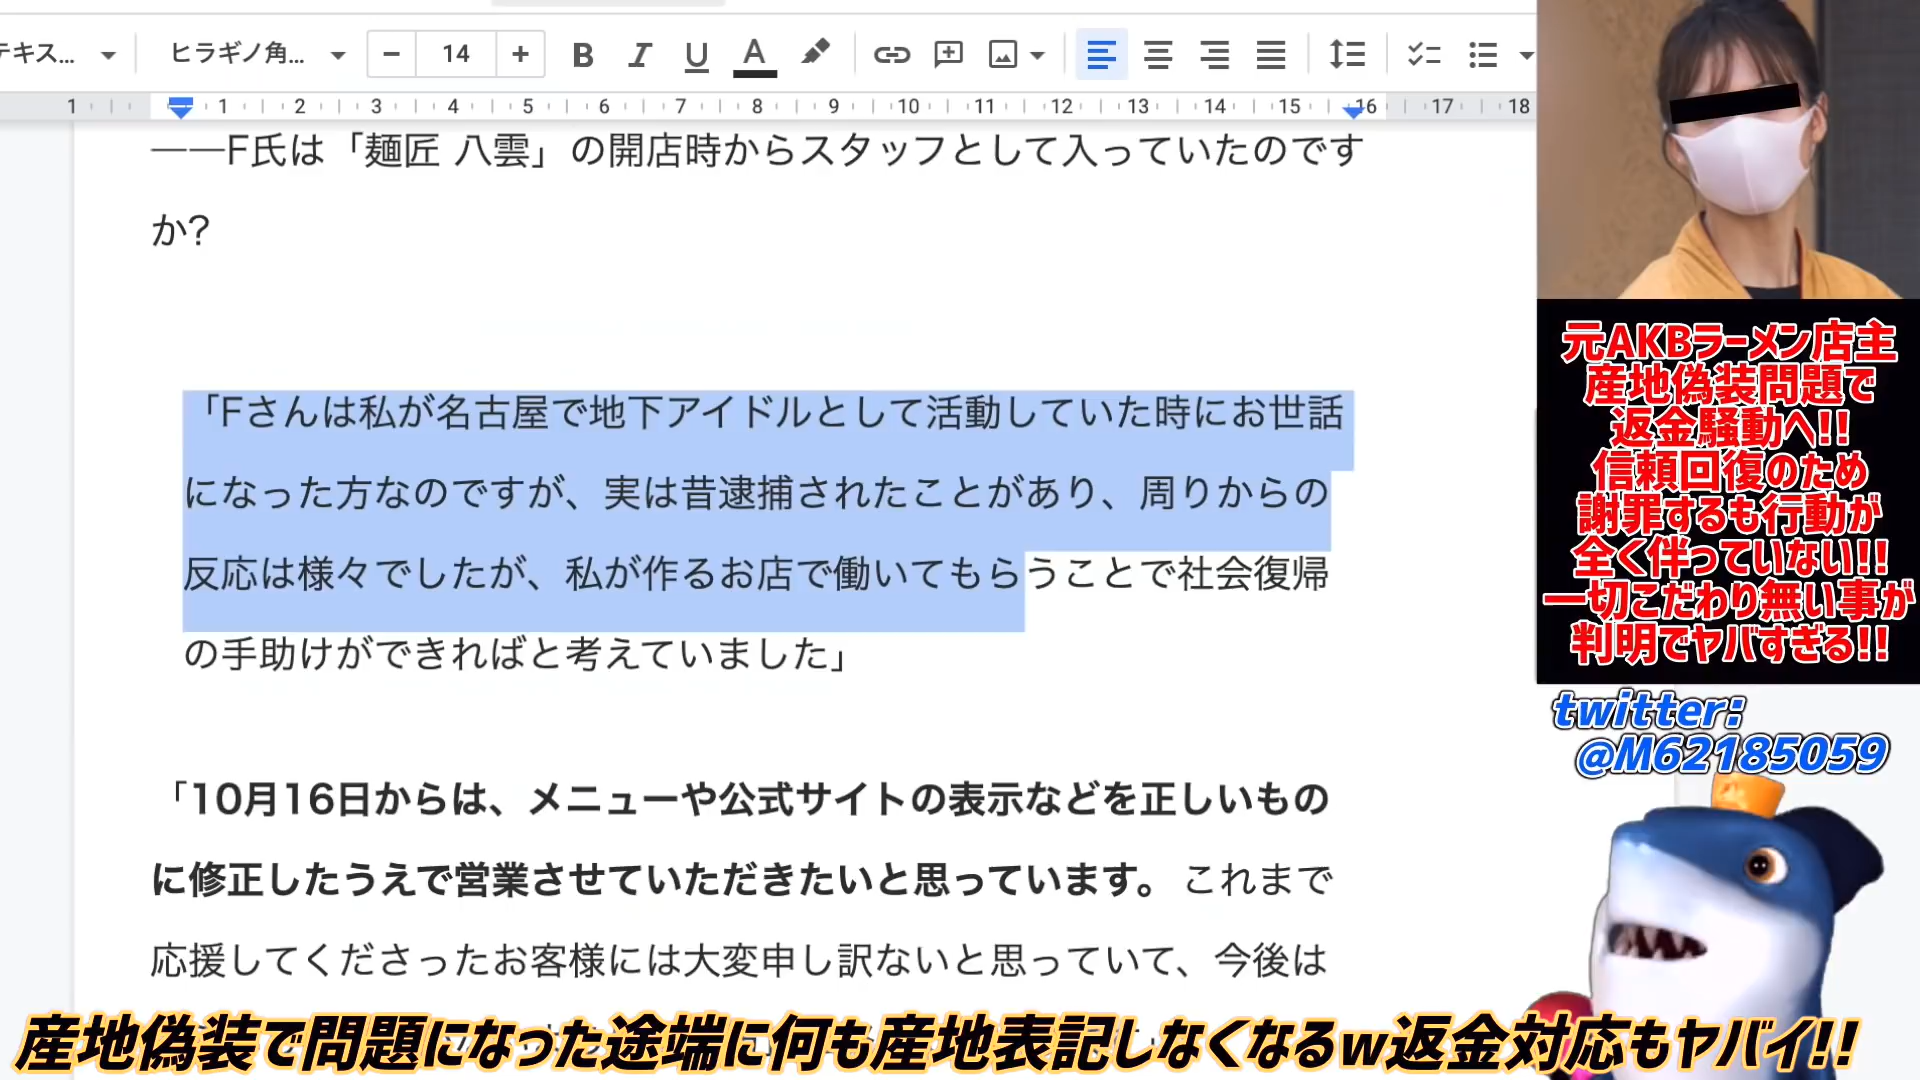 テキス...
ヒラギノ角...
14
B I U A
1 1 2 3 4 5 6 7 8 9 10 11 12 13 14 15 16 17 18
――F氏は「麺匠 八雲」の開店時からスタッフとして入っていたのです
か?
「Fさんは私が名古屋で地下アイドルとして活動していた時にお世話
になった方なのですが、実は昔逮捕されたことがあり、周りからの
反応は様々でしたが、私が作るお店で働いてもらうことで社会復帰
の手助けができればと考えていました」
「10月16日からは、メニューや公式サイトの表示などを正しいもの
に修正したうえで営業させていただきたいと思っています。 これまで
応援してくださったお客様には大変申し訳ないと思っていて、今後は
元AKBラーメン店主
産地偽装問題で
返金騒動へ!!
信頼回復のため
謝罪するも行動が
全く伴っていない!!
一切こだわり無い事が
判明でヤバすぎる!!
twitter:
@M62185059
産地偽装で問題になった途端に何も産地表記しなくなるw返金対応もヤバイ!!